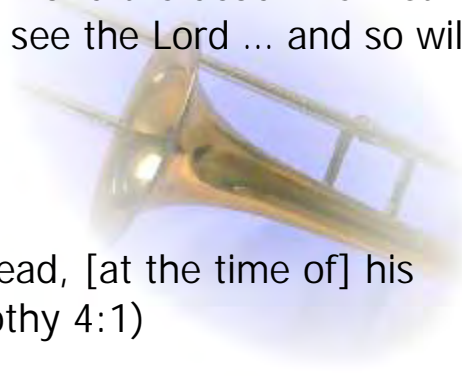 see the Lord ... and so wil
ead, [at the time of] his
othy 4:1)